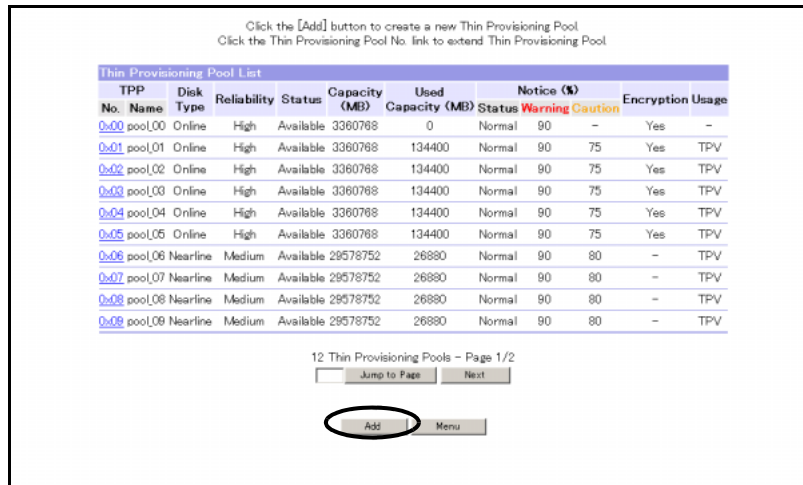 Click the [Add] button to create a new Thin Provisioning Pool.
Click the Thin Provisioning Pool No. link to extend Thin Provisioning Pool.
Thin Provisioning Pool List
TPP Disk Type Reliability Status Capacity (MB) Used Capacity (MB) Notice (%) Encryption Usage
No. Name Status Warning Caution
0x00 pool_00 Online High Available 3360768 0 Normal 90 - Yes -
0x01 pool_01 Online High Available 3360768 134400 Normal 90 75 Yes TPV
0x02 pool_02 Online High Available 3360768 134400 Normal 90 75 Yes TPV
0x03 pool_03 Online High Available 3360768 134400 Normal 90 75 Yes TPV
0x04 pool_04 Online High Available 3360768 134400 Normal 90 75 Yes TPV
0x05 pool_05 Online High Available 3360768 134400 Normal 90 75 Yes TPV
0x06 pool_06 Nearline Medium Available 29578752 26880 Normal 90 80 - TPV
0x07 pool_07 Nearline Medium Available 29578752 26880 Normal 90 80 - TPV
0x08 pool_08 Nearline Medium Available 29578752 26880 Normal 90 80 - TPV
0x09 pool_09 Nearline Medium Available 29578752 26880 Normal 90 80 - TPV
12 Thin Provisioning Pools - Page 1/2
Jump to Page Next
Add Menu